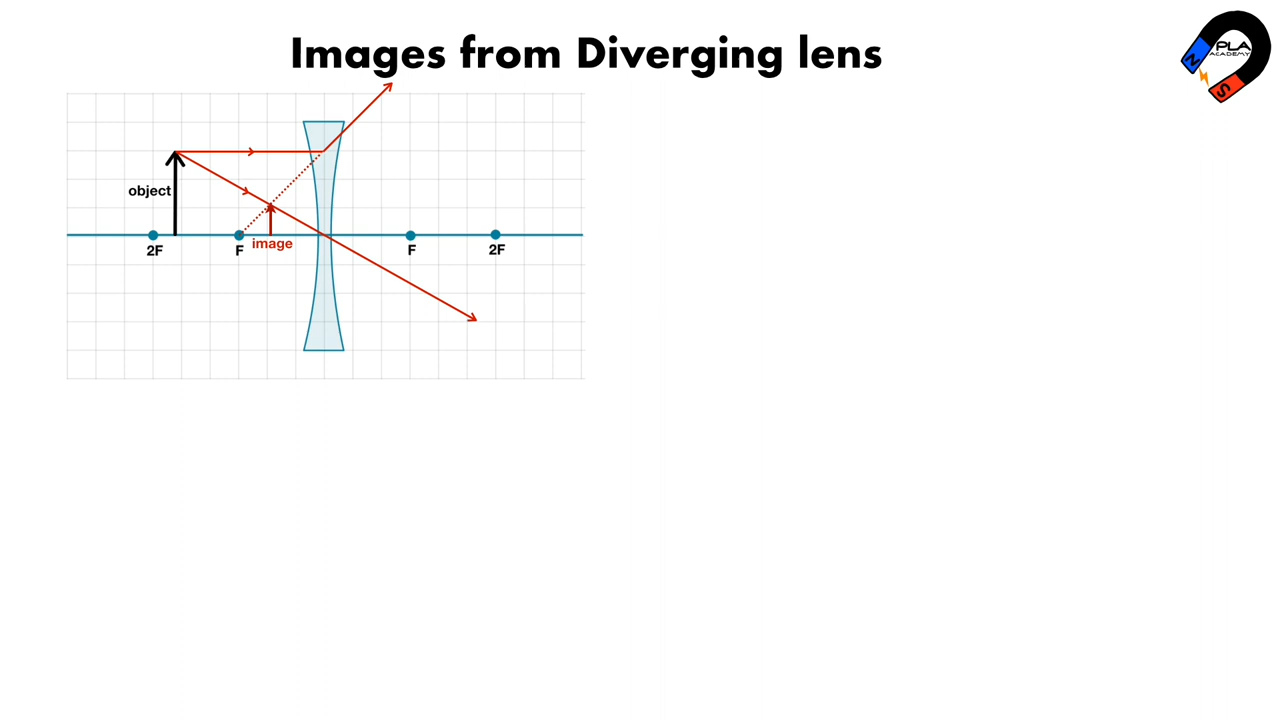 Images from Diverging lens
PLA
ACADEMY
N
S
object
image
2F
F
F
2F